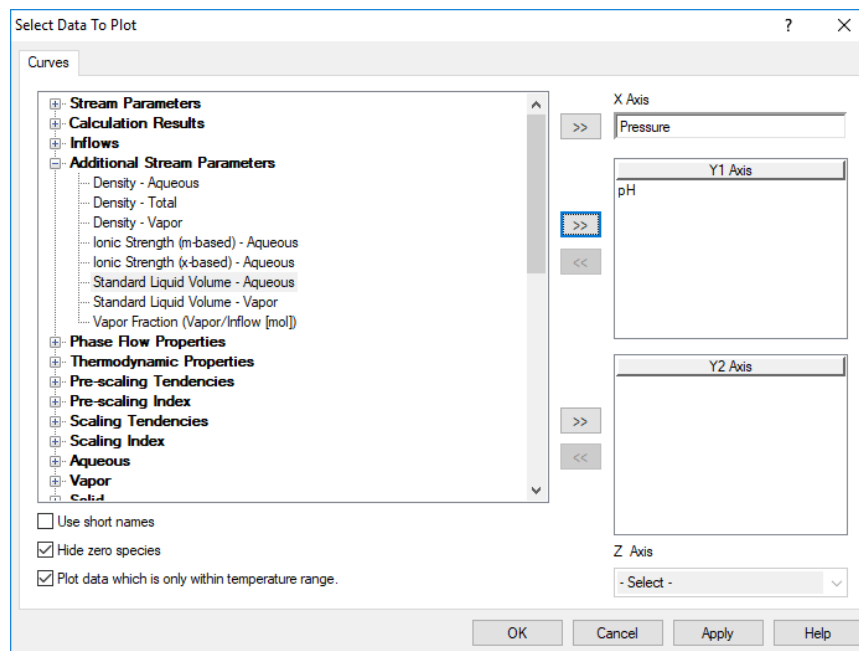 Select Data To Plot
?
Curves
Stream Parameters
Calculation Results
Inflows
Additional Stream Parameters
Density - Aqueous
Density - Total
Density - Vapor
Ionic Strength (m-based) - Aqueous
Ionic Strength (x-based) - Aqueous
Standard Liquid Volume - Aqueous
Standard Liquid Volume - Vapor
Vapor Fraction (Vapor/Inflow [mol])
Phase Flow Properties
Thermodynamic Properties
Pre-scaling Tendencies
Pre-scaling Index
Scaling Tendencies
Scaling Index
Aqueous
Vapor
Solid
Use short names
Hide zero species
Plot data which is only within temperature range.
>>
X Axis
Pressure
>>
<<
Y1 Axis
pH
>>
<<
Y2 Axis
Z Axis
- Select -
OK
Cancel
Apply
Help